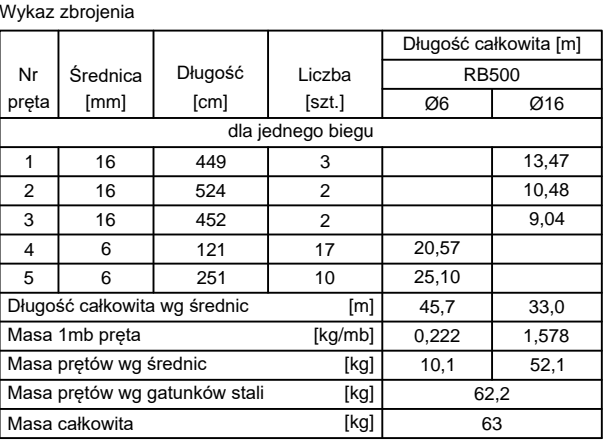 Wykaz zbrojenia
Nr pręta Średnica [mm] Długość [cm] Liczba [szt.] Długość całkowita [m]
RB500
Ø6 Ø16
dla jednego biegu
1 16 449 3 13,47
2 16 524 2 10,48
3 16 452 2 9,04
4 6 121 17 20,57
5 6 251 10 25,10
Długość całkowita wg średnic [m] 45,7 33,0
Masa 1mb pręta [kg/mb] 0,222 1,578
Masa prętów wg średnic [kg] 10,1 52,1
Masa prętów wg gatunków stali [kg] 62,2
Masa całkowita [kg] 63